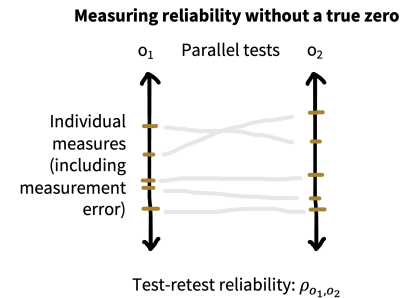 Measuring reliability without a true zero
o₁ Parallel tests o₂
Individual
measures
(including
measurement
error)
Test-retest reliability: ρₒ₁,ₒ₂